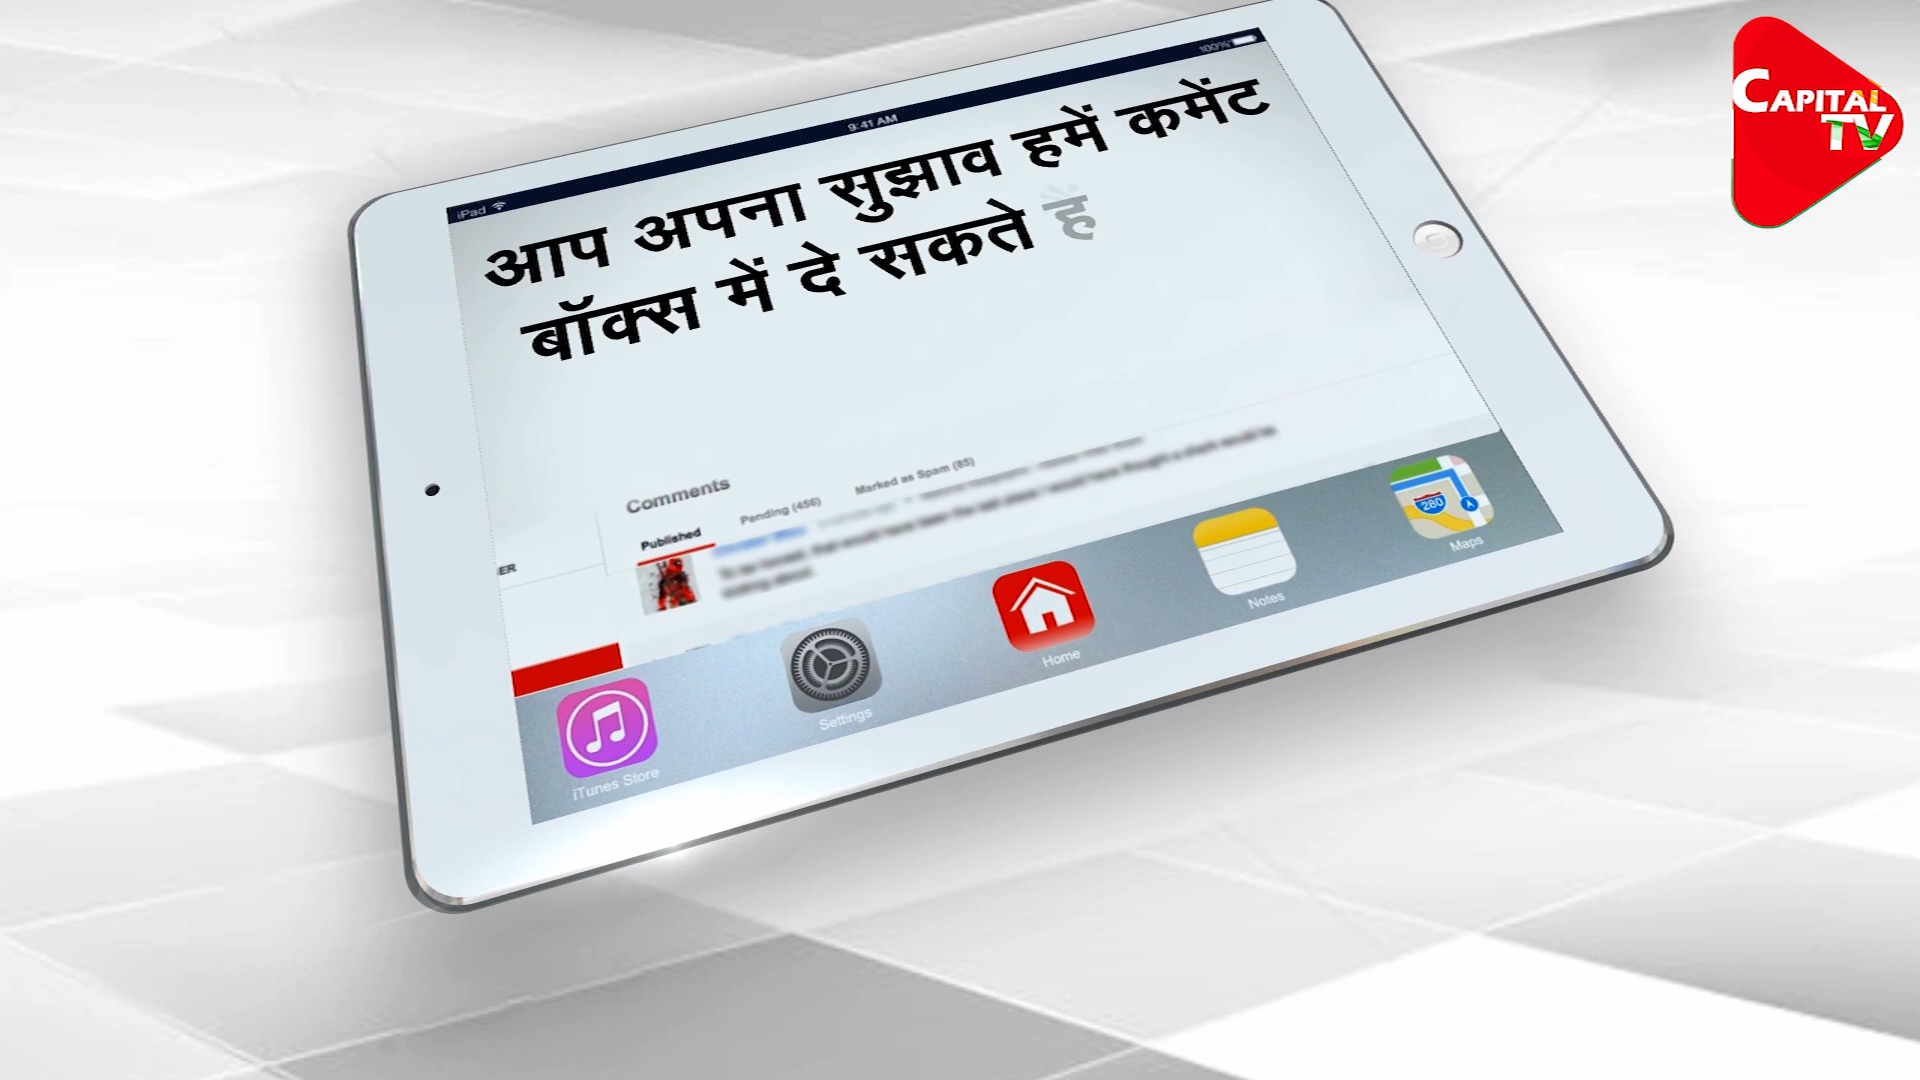 CAPITAL
TV
iPad
9:41 AM
100%
आप अपना सुझाव हमें कमेंट
बॉक्स में दे सकते हैं
Comments
Published
Pending (456)
Marked as Spam (85)
ER
iTunes Store
Settings
Home
Notes
280
Maps